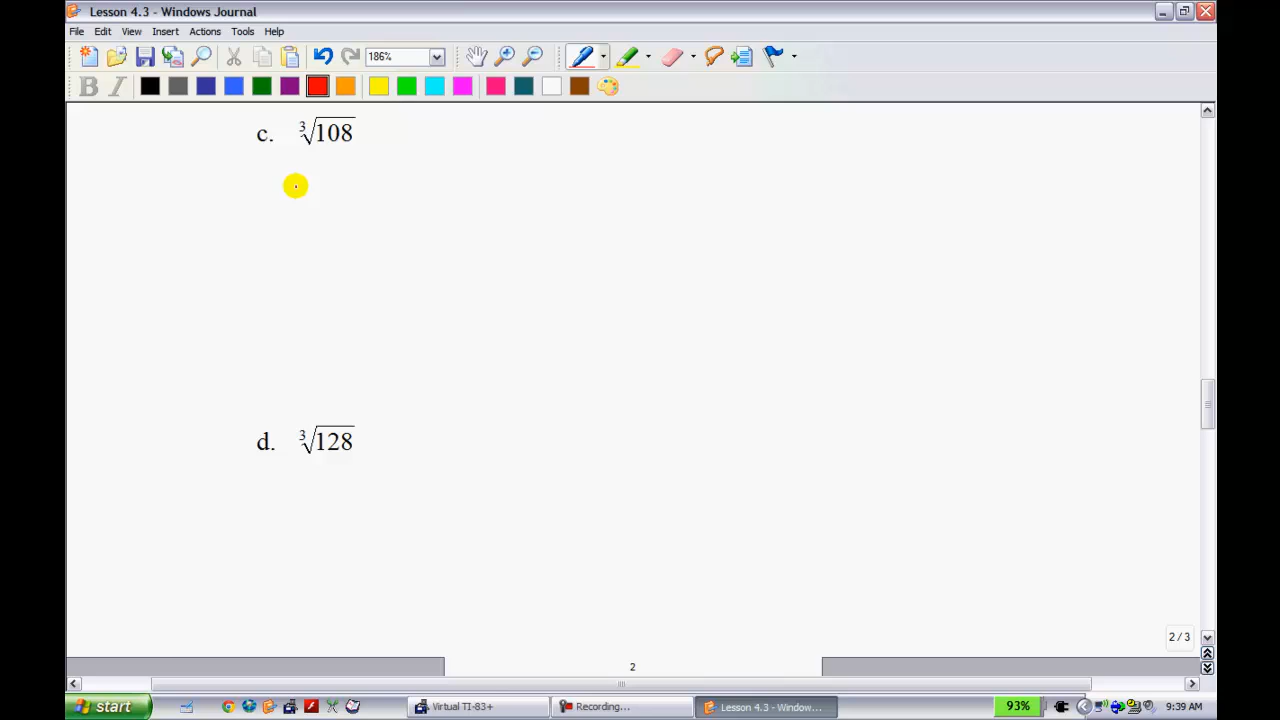 Lesson 4.3 - Windows Journal
File Edit View Insert Actions Tools Help
186%
B I
c. ∛108
d. ∛128
2 / 3
2
start Virtual TI-83+ Recording... Lesson 4.3 - Window... 93% 9:39 AM